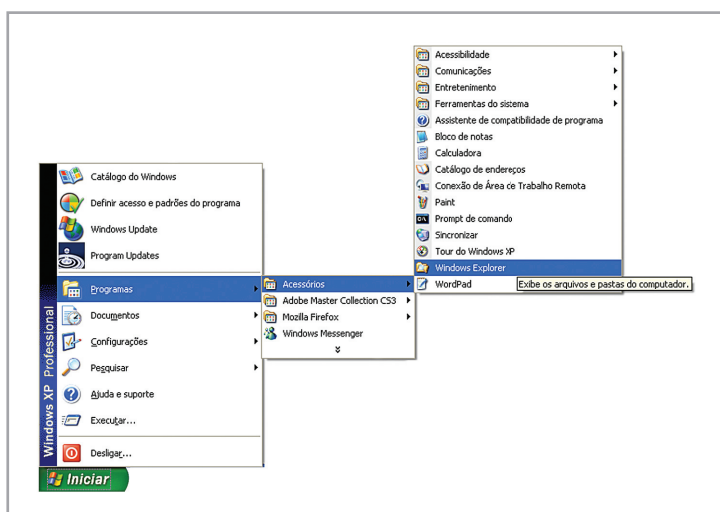 Acessibilidade
Comunicações
Entretenimento
Ferramentas do sistema
Assistente de compatibilidade de programa
Bloco de notas
Calculadora
Catálogo de endereços
Conexão de Área de Trabalho Remota
Paint
Prompt de comando
Sincronizar
Tour do Windows XP
Windows Explorer
WordPad
Exibe os arquivos e pastas do computador.
Catálogo do Windows
Definir acesso e padrões do programa
Windows Update
Program Updates
Programas
Documentos
Configurações
Pesquisar
Ajuda e suporte
Executar...
Desligar...
Acessórios
Adobe Master Collection CS3
Mozilla Firefox
Windows Messenger
Windows XP Professional
Iniciar